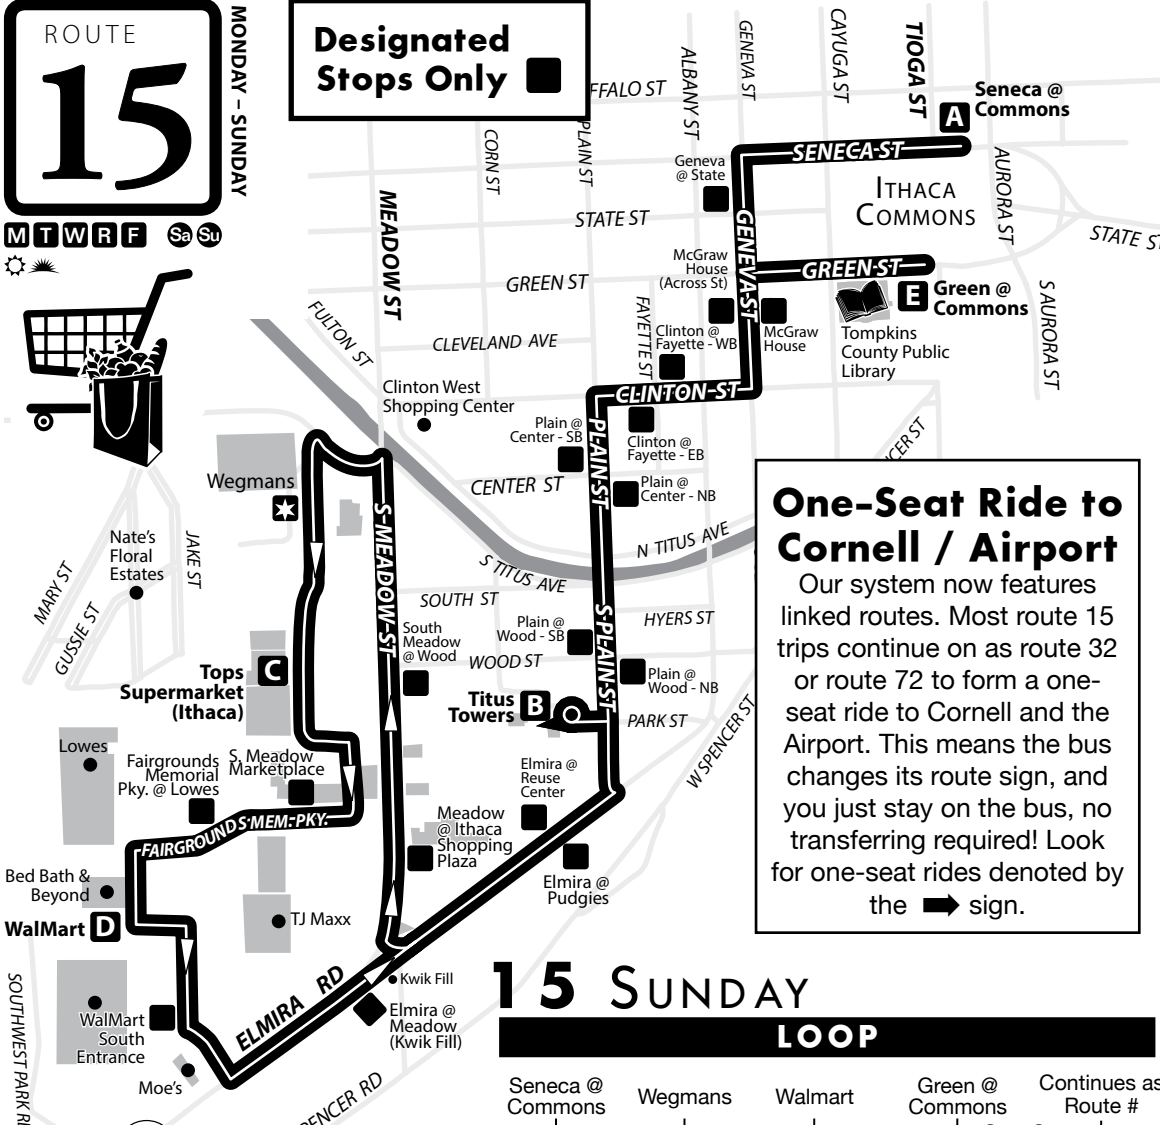 ROUTE
15
MONDAY – SUNDAY
M T W R F Sa Su
Designated
Stops Only
FFALO ST
ALBANY ST
GENEVA ST
CAYUGA ST
TIOGA ST
A
Seneca @
Commons
PLAIN ST
CORN ST
MEADOW ST
Geneva
@ State
SENECA ST
ITHACA
COMMONS
AURORA ST
STATE ST
STATE ST
GENEVA ST
McGraw
House
(Across St)
GREEN ST
GREEN ST
E
Green @
Commons
S AURORA ST
FULTON ST
FAYETTE ST
CLEVELAND AVE
Clinton @
Fayette - WB
McGraw
House
Tompkins
County Public
Library
Clinton West
Shopping Center
CLINTON ST
Plain @
Center - SB
PLAIN ST
Clinton @
Fayette - EB
CER ST
Wegmans
CENTER ST
Plain @
Center - NB
S MEADOW ST
N TITUS AVE
S TITUS AVE
Nate's
Floral
Estates
JAKE ST
MARY ST
GUSSIE ST
SOUTH ST
HYERS ST
South
Meadow
@ Wood
Plain @
Wood - SB
S PLAIN ST
WOOD ST
Plain @
Wood - NB
Tops
Supermarket
(Ithaca)
C
Titus
Towers
B
PARK ST
W SPENCER ST
Lowes
Fairgrounds
Memorial
Pky. @ Lowes
S. Meadow
Marketplace
Elmira @
Reuse
Center
FAIRGROUNDS MEM. PKY.
Meadow
@ Ithaca
Shopping
Plaza
Elmira @
Pudgies
Bed Bath &
Beyond
WalMart
D
TJ Maxx
ELMIRA RD
Kwik Fill
Elmira @
Meadow
(Kwik Fill)
SOUTHWEST PARK
WalMart
South
Entrance
Moe's
PENCER RD
One-Seat Ride to
Cornell / Airport
Our system now features
linked routes. Most route 15
trips continue on as route 32
or route 72 to form a one-
seat ride to Cornell and the
Airport. This means the bus
changes its route sign, and
you just stay on the bus, no
transferring required! Look
for one-seat rides denoted by
the ➡ sign.
15 SUNDAY
LOOP
Seneca @
Commons
Wegmans
Walmart
Green @
Commons
Continues as
Route #